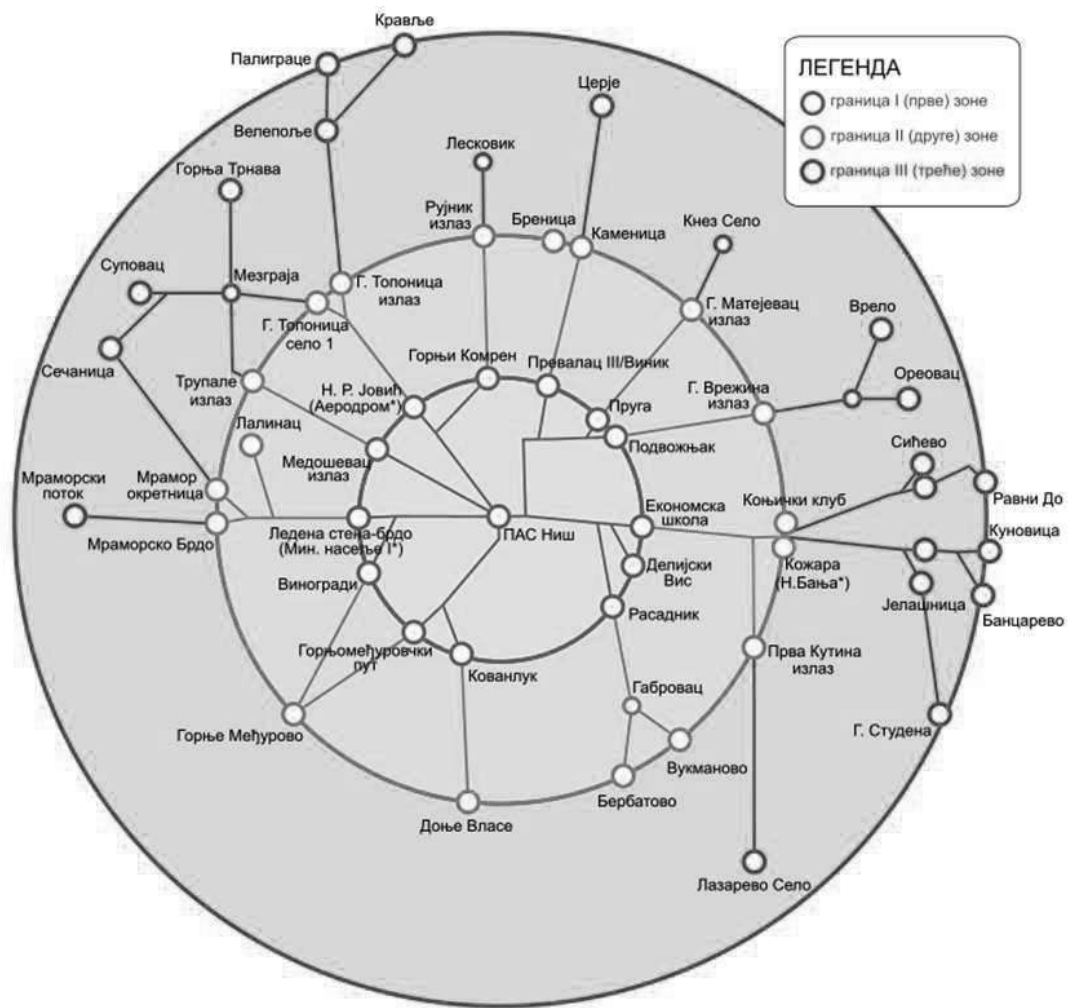 Кравље
Палиграце
ЛЕГЕНДА
граница I (прве) зоне
граница II (друге) зоне
граница III (треће) зоне
Церје
Велепоље
Лесковик
Горња Трнава
Рујник
излаз
Бреница
Каменица
Кнез Село
Суповац
Мезграја
Г. Топоница
излаз
Г. Матејевац
излаз
Врело
Г. Топоница
село 1
Сечаница
Горњи Комрен
Превалац III/Виник
Трупале
излаз
Н. Р. Јовић
(Аеродром*)
Г. Врежина
излаз
Ореовац
Пруга
Лалинац
Подвожњак
Сићево
Медошевац
излаз
Мраморски
поток
Мрамор
окретница
Економска
школа
Коњички клуб
Равни До
Мраморско Брдо
Ледена стена-брдо
(Мин. насеље I*)
ПАС Ниш
Куновица
Делијски
Вис
Кожара
(Н.Бања*)
Виногради
Јелашница
Банцарево
Расадник
Горњомеђуровчки
пут
Кованлук
Прва Кутина
излаз
Габровац
Г. Студена
Горње Међурово
Вукманово
Бербатово
Доње Власе
Лазарево Село